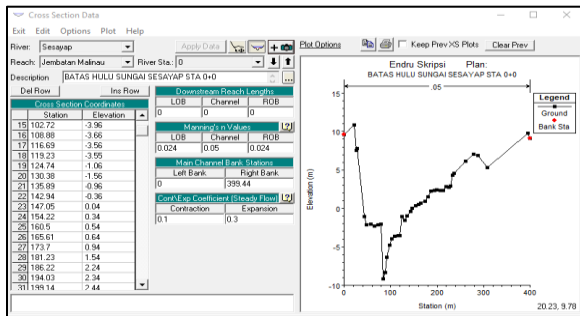 Cross Section Data
Exit Edit Options Plot Help
River: Sesayap Apply Data
Reach: Jembatan Malinau River Sta.: 0
Description BATAS HULU SUNGAI SESAYAP STA 0+0 ...
Del Row Ins Row
Cross Section Coordinates
Station Elevation
15 102.72 -3.96
16 108.88 -3.66
17 116.69 -3.56
18 119.23 -3.55
19 124.74 -1.06
20 130.38 -1.56
21 135.89 -0.96
22 142.94 -0.36
23 147.05 0.04
24 154.22 0.34
25 160.5 0.54
26 165.61 0.64
27 173.7 0.94
28 181.23 1.54
29 186.22 2.24
30 194.03 2.34
31 199.14 2.44
Downstream Reach Lengths
LOB Channel ROB
0 0 0
Manning's n Values
LOB Channel ROB
0.024 0.05 0.024
Main Channel Bank Stations
Left Bank Right Bank
0 399.44
Cont\Exp Coefficient (Steady Flow)
Contraction Expansion
0.1 0.3
Plot Options Keep Prev XS Plots Clear Prev
Endru Skripsi Plan:
BATAS HULU SUNGAI SESAYAP STA 0+0
.05
Legend
Ground
Bank Sta
Elevation (m)
15
10
5
0
-5
-10
0 100 200 300 400
Station (m)
20.23, 9.78